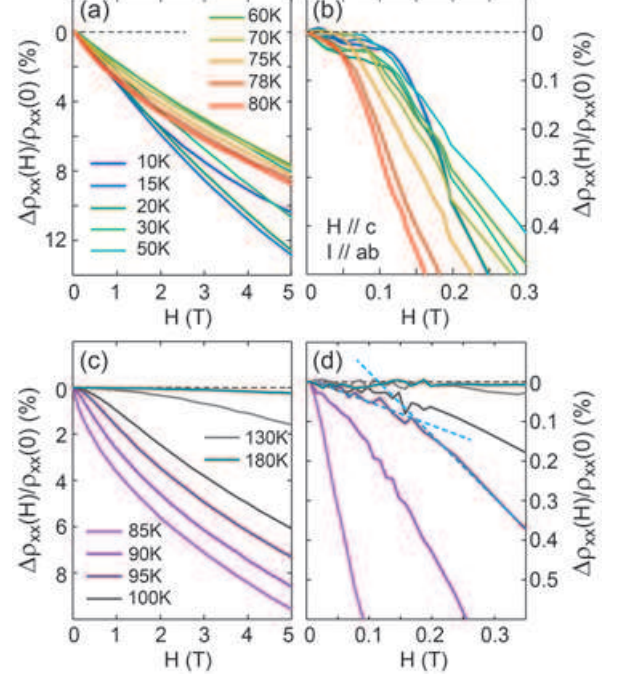 (a)
(b)
60K
70K
75K
78K
80K
10K
15K
20K
30K
50K
H // c
I // ab
Δρxx(H)/ρxx(0) (%)
0
4
8
12
0 1 2 3 4 5
H (T)
0
0.1
0.2
0.3
0.4
Δρxx(H)/ρxx(0) (%)
0 0.1 0.2 0.3
H (T)
(c)
(d)
130K
180K
85K
90K
95K
100K
Δρxx(H)/ρxx(0) (%)
0
2
4
6
8
0 1 2 3 4 5
H (T)
0
0.1
0.2
0.3
0.4
0.5
Δρxx(H)/ρxx(0) (%)
0 0.1 0.2 0.3
H (T)